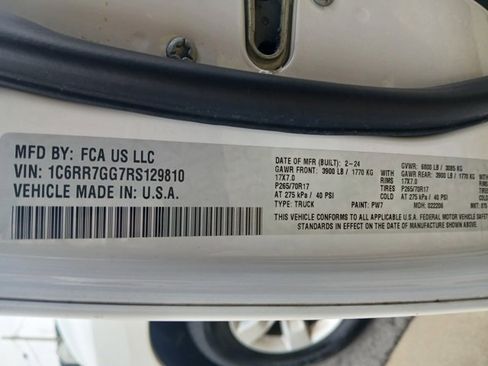 MFD BY: FCA US LLC
VIN: 1C6RR7GG7RS129810
VEHICLE MADE IN: U.S.A.
DATE OF MFR (BUILT): 2-24
GAWR FRONT: 3900 LB / 1770 KG WITH
17X7.0 RIMS
P265/70R17 TIRES
AT 275 kPa / 40 PSI COLD
TYPE: TRUCK PAINT: PW7
GVWR: 6800 LB / 3085 KG
GAWR REAR: 3900 LB / 1770 KG WITH
17X7.0
P265/70R17
AT 275 kPa / 40 PSI
MDH: 022206 MKT:
THIS VEHICLE CONFORMS TO ALL APPLICABLE U.S.A. FEDERAL MOTOR VEHICLE SAFETY
STANDARDS IN EFFECT ON THE DATE OF MANUFACTURE SHOWN ABOVE